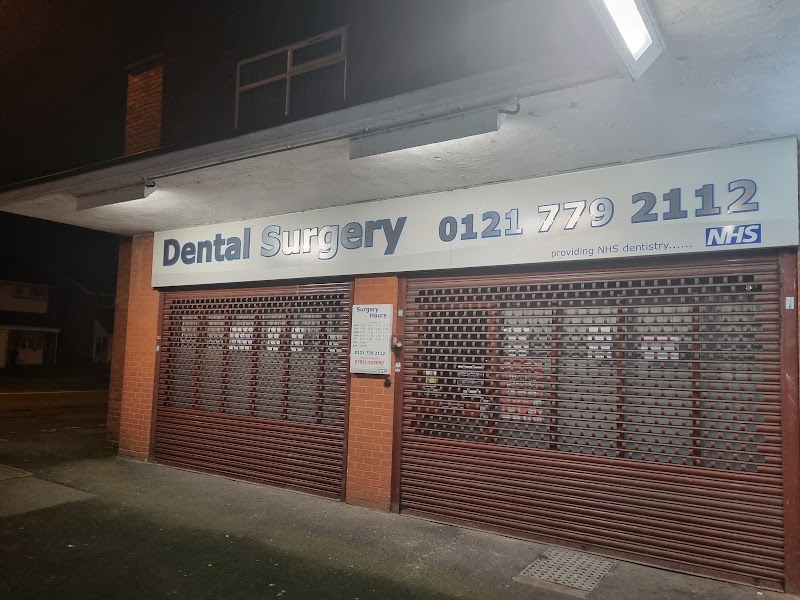 Dental Surgery 0121 779 2112
providing NHS dentistry...... NHS
Surgery
Hours
0121 779 2112